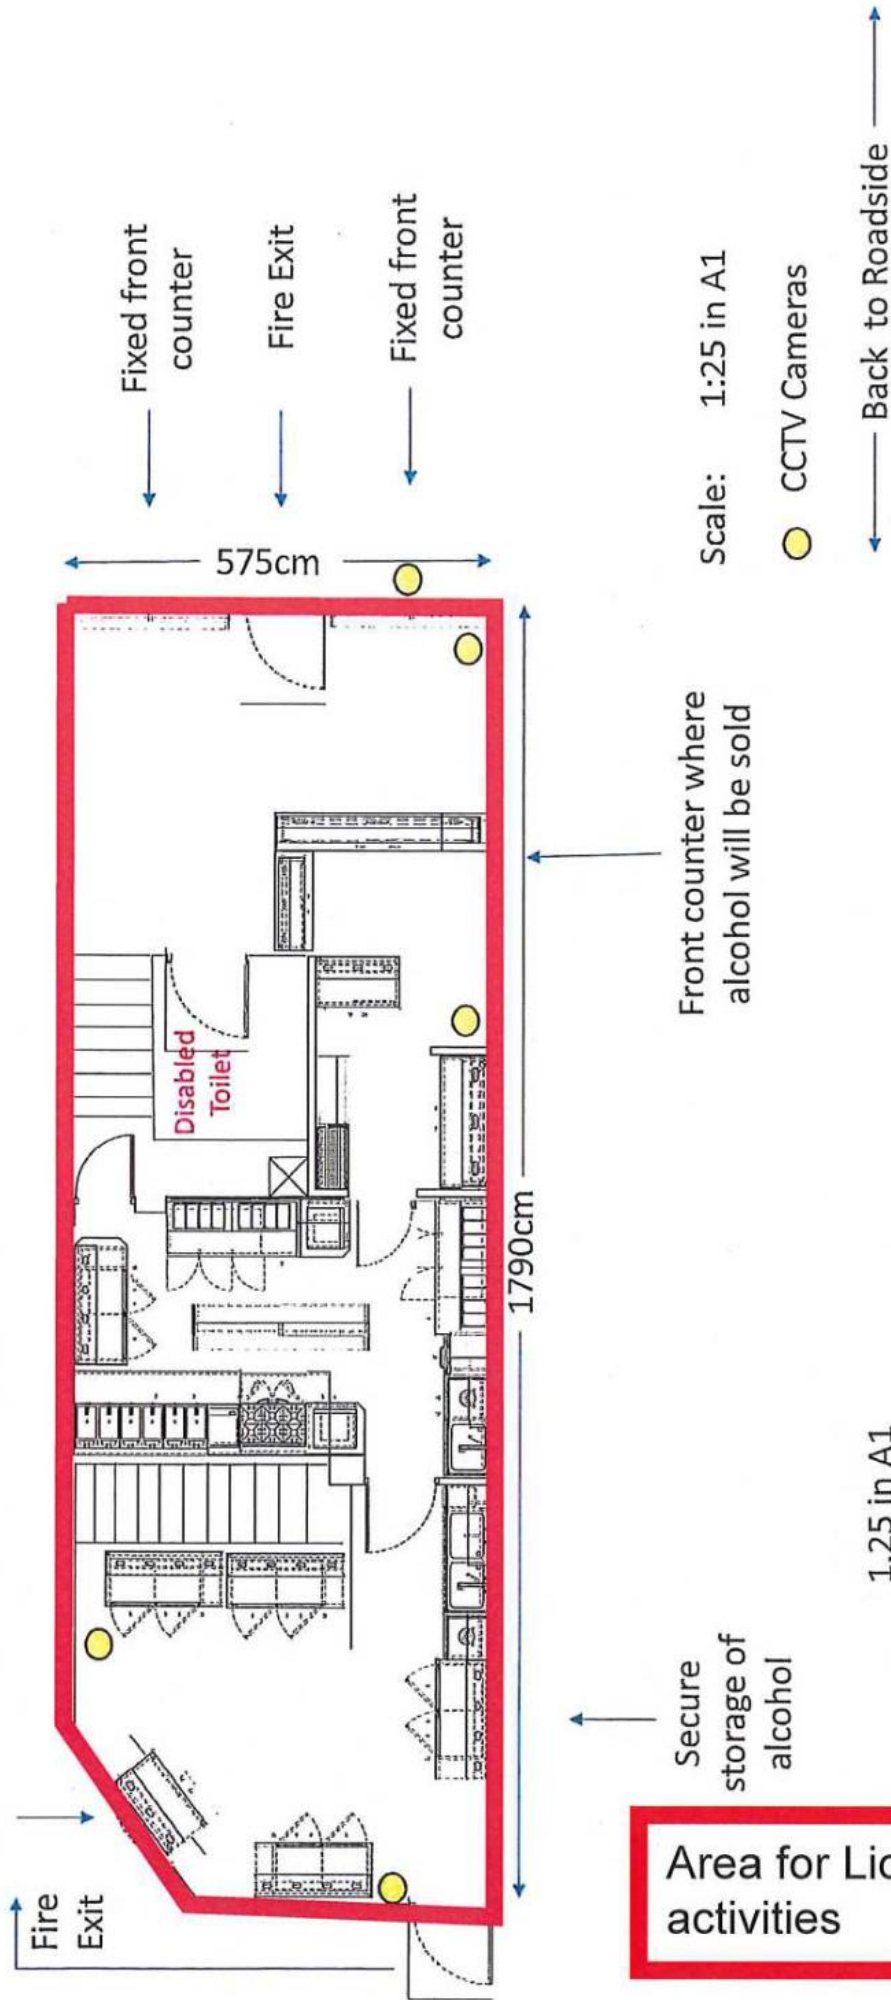 Fixed front
counter
Fire Exit
Fixed front
counter
575cm
Scale: 1:25 in A1
CCTV Cameras
Back to Roadside
Disabled
Toilet
1790cm
Front counter where
alcohol will be sold
Secure
storage of
alcohol
Fire
Exit
1.25 in A1
Area for Lic
activities